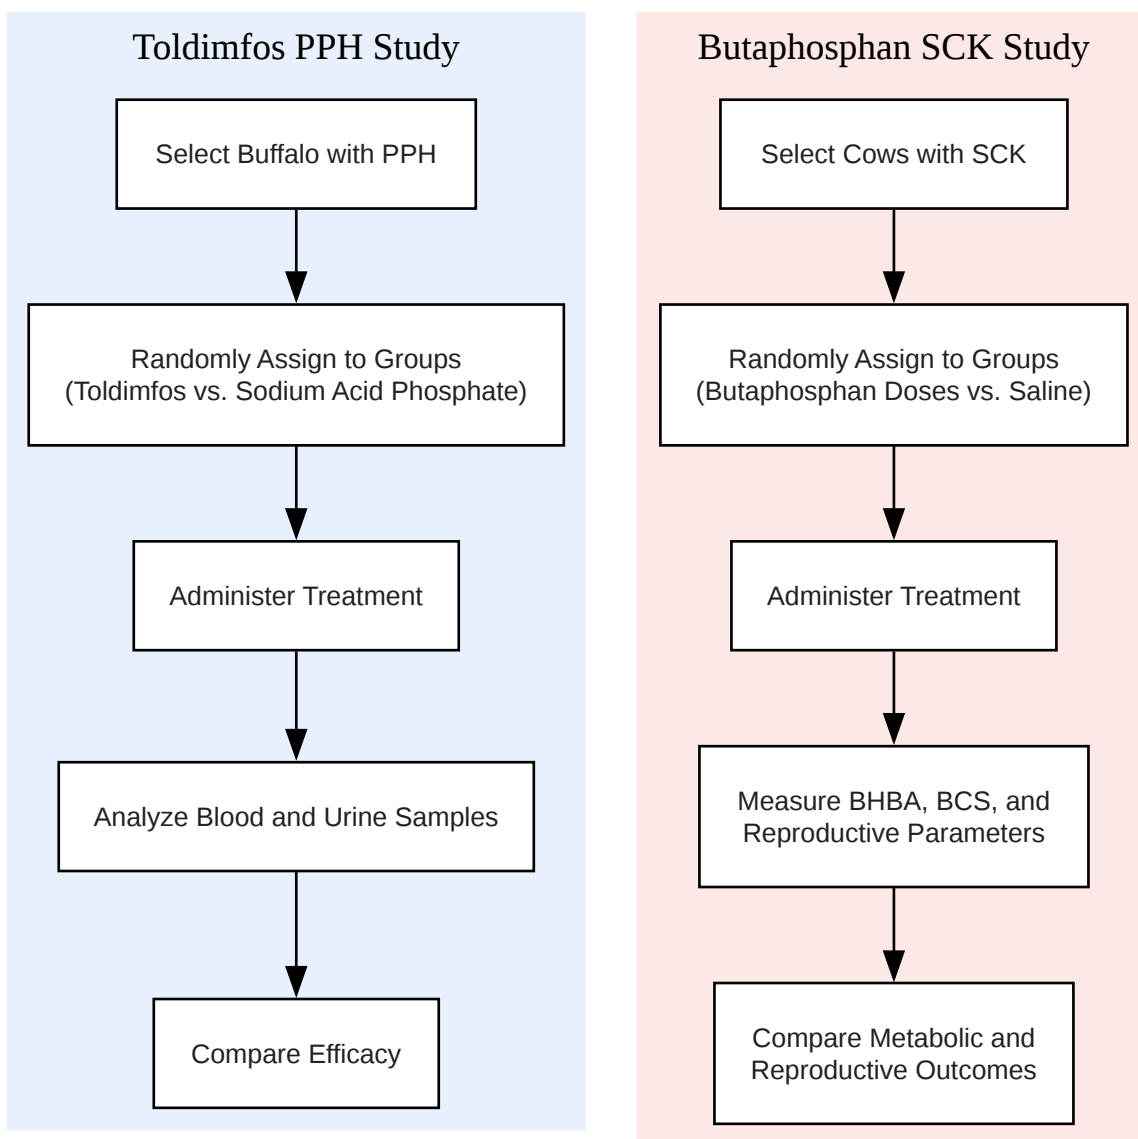 Toldimfos PPH Study
Select Buffalo with PPH
Randomly Assign to Groups
(Toldimfos vs. Sodium Acid Phosphate)
Administer Treatment
Analyze Blood and Urine Samples
Compare Efficacy
Butaphosphan SCK Study
Select Cows with SCK
Randomly Assign to Groups
(Butaphosphan Doses vs. Saline)
Administer Treatment
Measure BHBA, BCS, and
Reproductive Parameters
Compare Metabolic and
Reproductive Outcomes